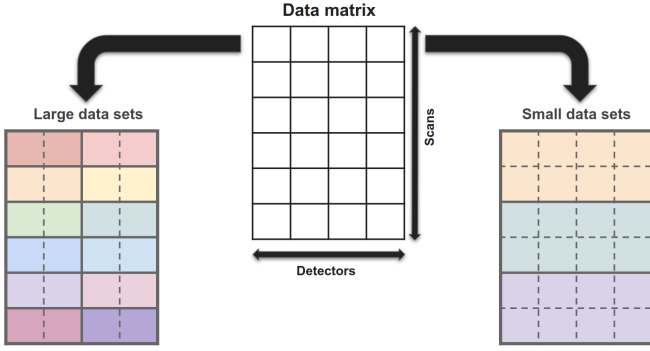 Data matrix
Large data sets
Small data sets
Scans
Detectors